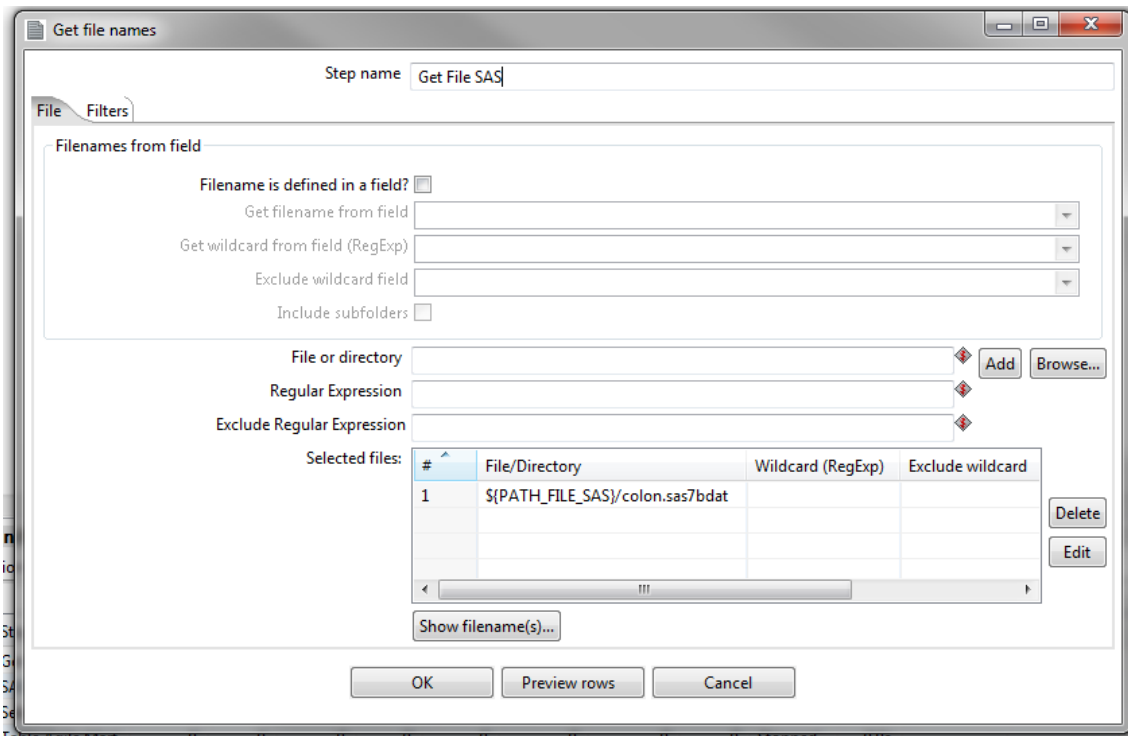 Get file names
Step name Get File SAS
File Filters
Filenames from field
Filename is defined in a field?
Get filename from field
Get wildcard from field (RegExp)
Exclude wildcard field
Include subfolders
File or directory Add Browse...
Regular Expression
Exclude Regular Expression
Selected files: # File/Directory Wildcard (RegExp) Exclude wildcard
1 ${PATH_FILE_SAS}/colon.sas7bdat
Delete
Edit
Show filename(s)...
OK Preview rows Cancel